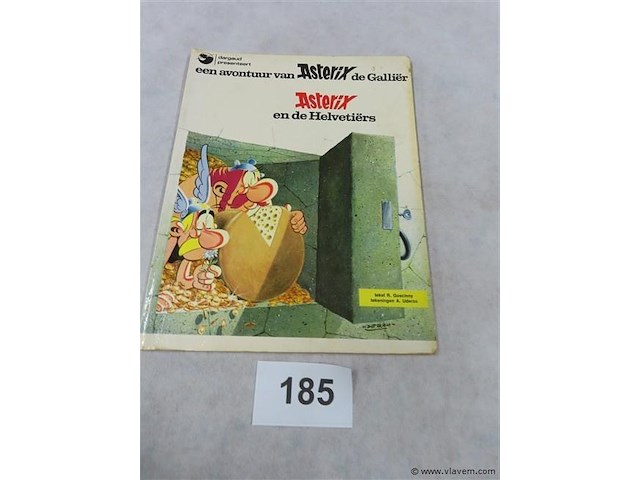 dargaud
presenteert
een avontuur van Asterix de Galliër
Asterix
en de Helvetiërs
tekst R. Goscinny
tekeningen A. Uderzo
185
© www.vlavem.com